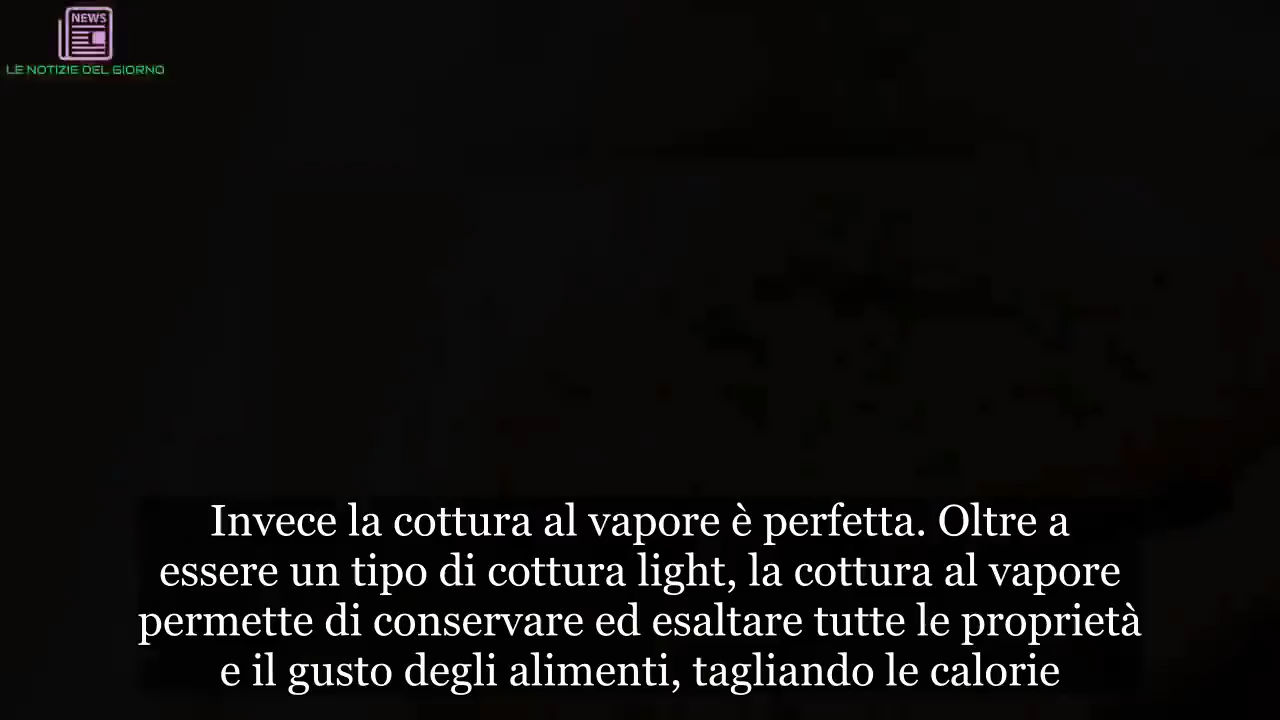 NEWS
LE NOTIZIE DEL GIORNO
Invece la cottura al vapore è perfetta. Oltre a
essere un tipo di cottura light, la cottura al vapore
permette di conservare ed esaltare tutte le proprietà
e il gusto degli alimenti, tagliando le calorie